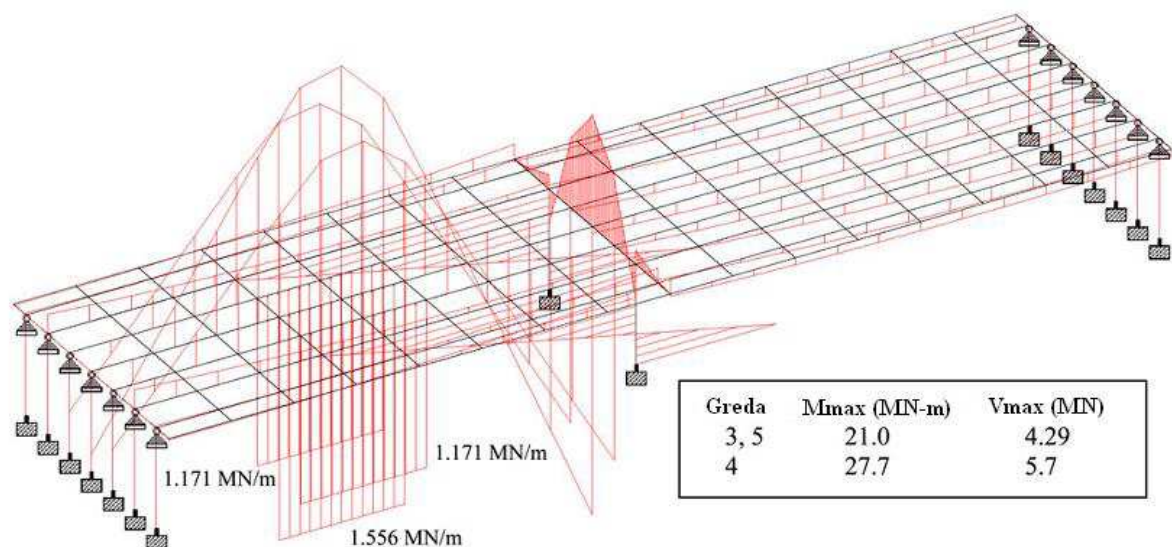 1.171 MN/m
1.171 MN/m
1.556 MN/m
Greda Mmax (MN-m) Vmax (MN)
3, 5 21.0 4.29
4 27.7 5.7